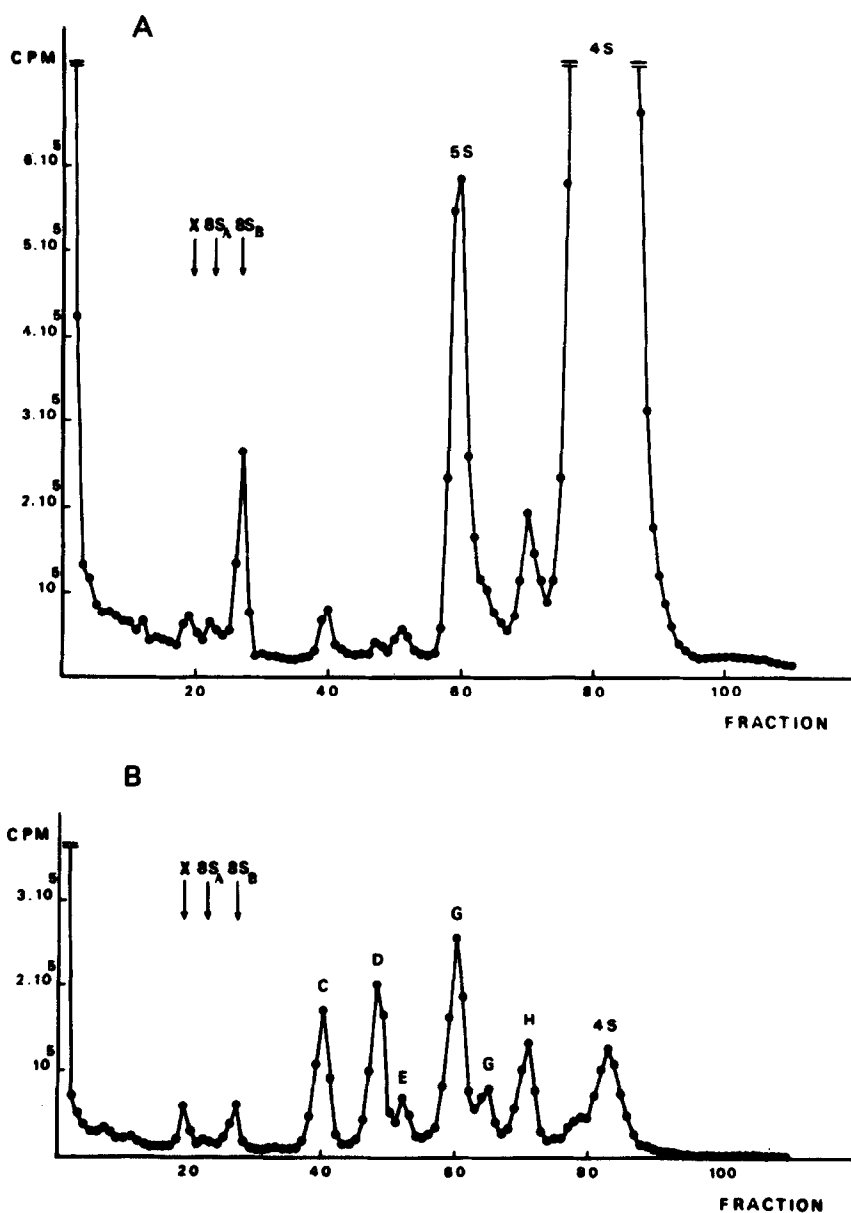 A
CPM
4S
6.10⁵
5S
X 8S_A 8S_B
5.10⁵
4.10⁵
3.10⁵
2.10⁵
10⁵
20 40 60 80 100
FRACTION
B
CPM
X 8S_A 8S_B
3.10⁵
G
D
2.10⁵
C
H
4S
E
G
10⁵
20 40 60 80 100
FRACTION